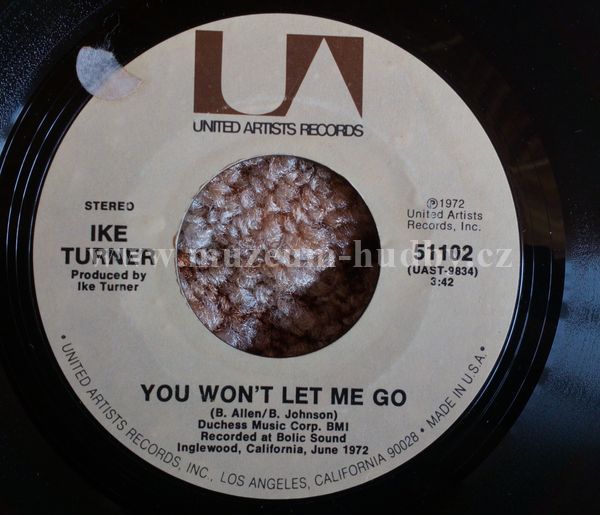 UA
UNITED ARTISTS RECORDS
STEREO
IKE
TURNER
Produced by
Ike Turner
℗1972
United Artists
Records, Inc.
51102
(UAST-9834)
3:42
www.muzeum-hudby.cz
YOU WON'T LET ME GO
(B. Allen/B. Johnson)
Duchess Music Corp. BMI
Recorded at Bolic Sound
Inglewood, California, June 1972
• UNITED ARTISTS RECORDS, INC., LOS ANGELES, CALIFORNIA 90028 • MADE IN U.S.A. •